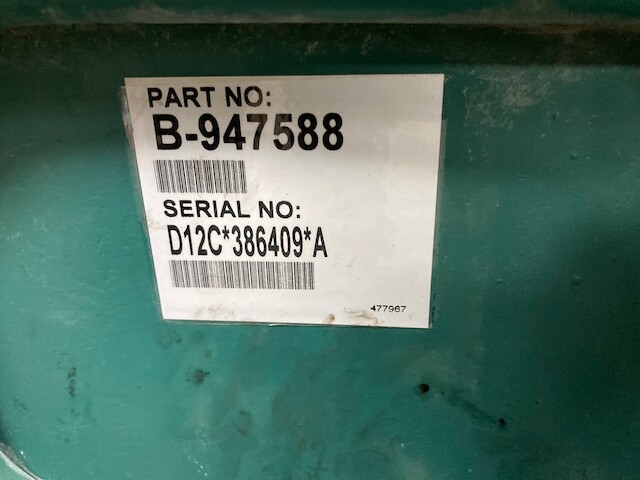 PART NO:
B-947588
SERIAL NO:
D12C*386409*A
477967